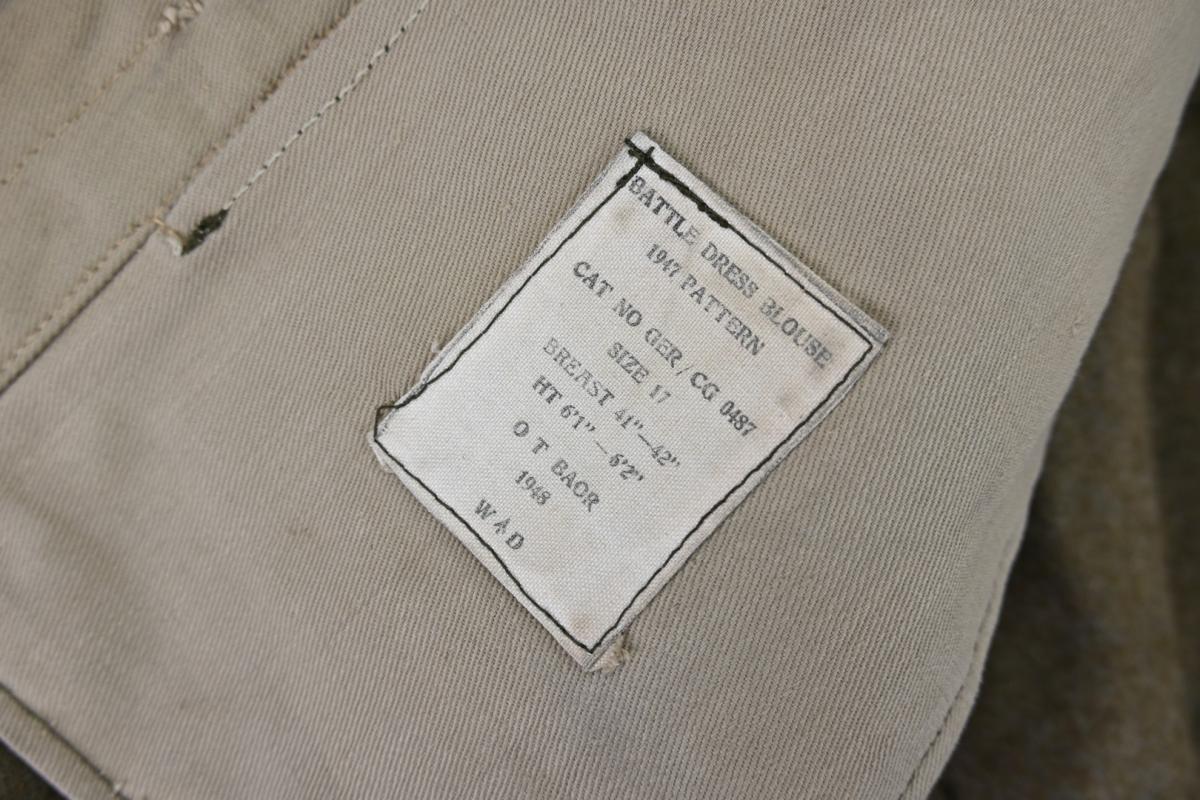 BATTLE DRESS BLOUSE
1947 PATTERN
CAT NO GER/CG 0487
SIZE 17
BREAST 41"—42"
HT 6'1"—6'2"
O T BAOR
1948
W↑D